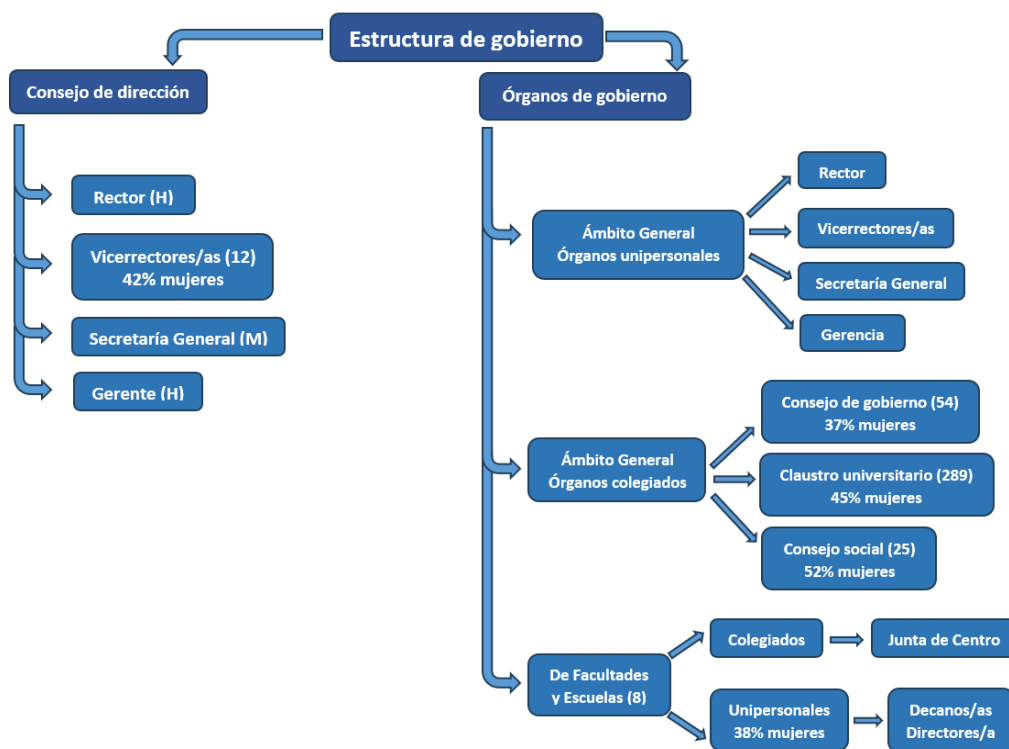 Estructura de gobierno
Consejo de dirección
Rector (H)
Vicerrectores/as (12)
42% mujeres
Secretaría General (M)
Gerente (H)
Órganos de gobierno
Ámbito General
Órganos unipersonales
Rector
Vicerrectores/as
Secretaría General
Gerencia
Ámbito General
Órganos colegiados
Consejo de gobierno (54)
37% mujeres
Claustro universitario (289)
45% mujeres
Consejo social (25)
52% mujeres
De Facultades
y Escuelas (8)
Colegiados
Junta de Centro
Unipersonales
38% mujeres
Decanos/as
Directores/a